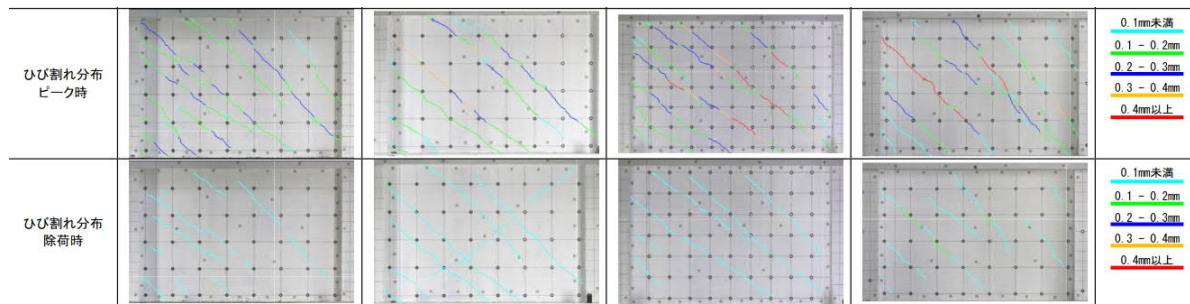 ひび割れ分布
ピーク時
0.1mm未満
0.1 - 0.2mm
0.2 - 0.3mm
0.3 - 0.4mm
0.4mm以上
ひび割れ分布
除荷時
0.1mm未満
0.1 - 0.2mm
0.2 - 0.3mm
0.3 - 0.4mm
0.4mm以上